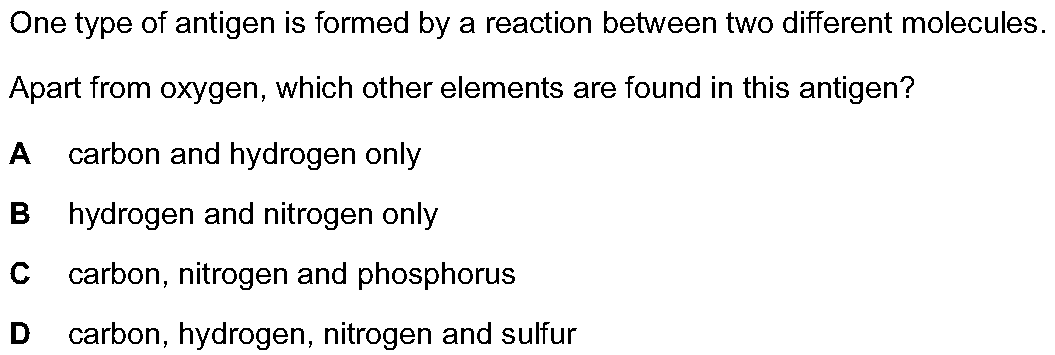 One type of antigen is formed by a reaction between two different molecules.
Apart from oxygen, which other elements are found in this antigen?
A carbon and hydrogen only
B hydrogen and nitrogen only
C carbon, nitrogen and phosphorus
D carbon, hydrogen, nitrogen and sulfur